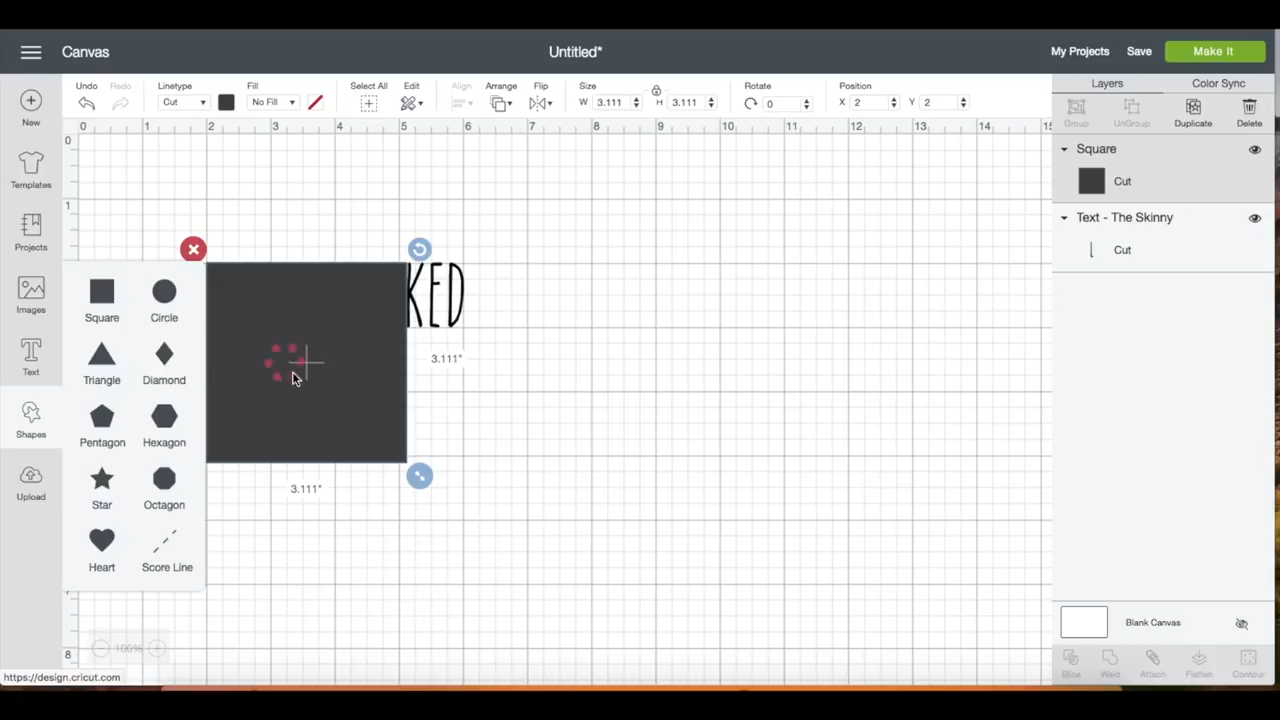 Canvas
Untitled*
My Projects
Save
Make It
Undo
Redo
Linetype
Cut
Fill
No Fill
Select All
Edit
Align
Arrange
Flip
Size
W 3.111
H 3.111
Rotate
0
Position
X 2
Y 2
Layers
Color Sync
New
Templates
Projects
Images
Text
Shapes
Upload
0 1 2 3 4 5 6 7 8 9 10 11 12 13 14 15
0
1
8
Square
Circle
Triangle
Diamond
Pentagon
Hexagon
Star
Octagon
Heart
Score Line
KED
3.111"
3.111"
100%
https://design.cricut.com
Group
UnGroup
Duplicate
Delete
Square
Cut
Text - The Skinny
Cut
Blank Canvas
Slice
Weld
Attach
Flatten
Contour